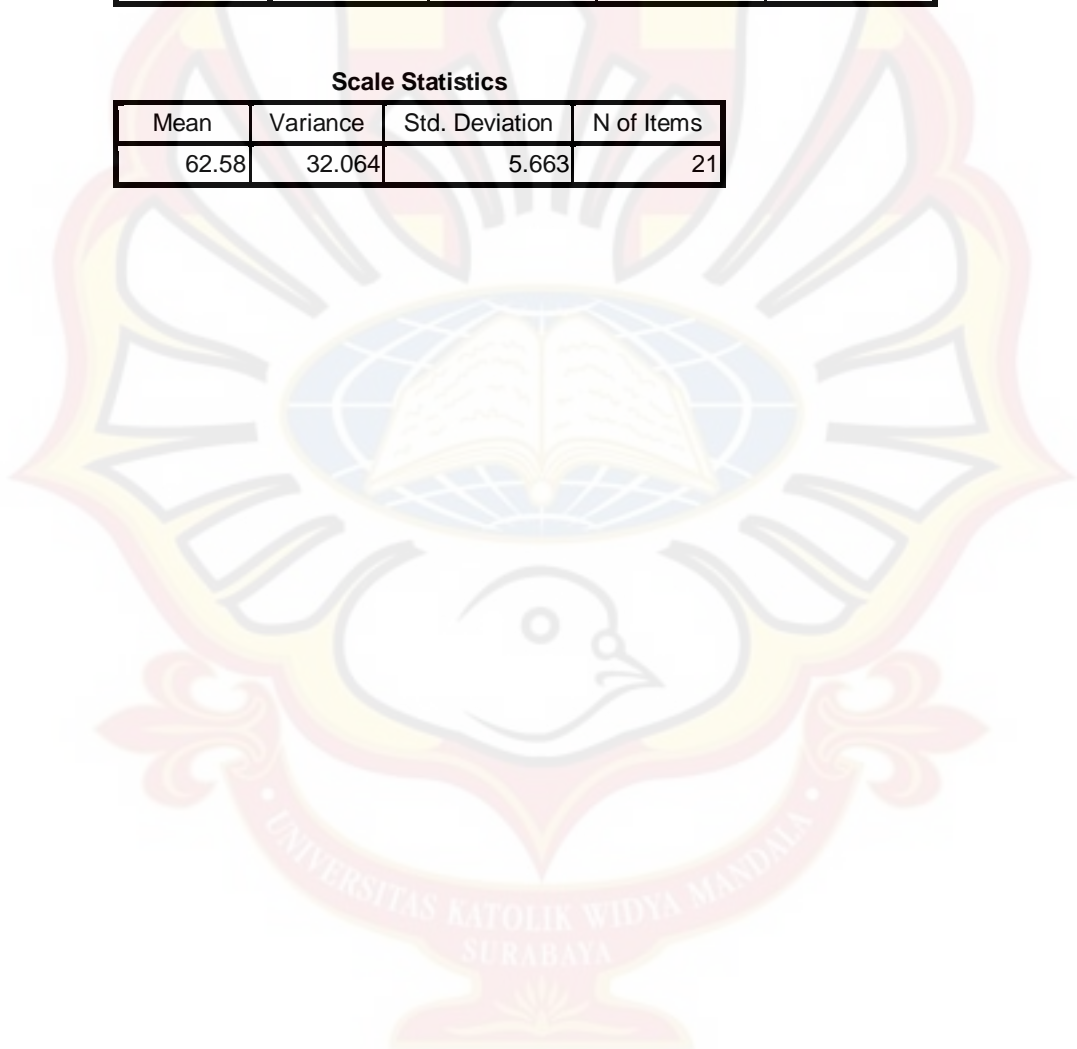 Scale Statistics
Mean Variance Std. Deviation N of Items
62.58 32.064 5.663 21
• UNIVERSITAS KATOLIK WIDYA MANDALA •
SURABAYA